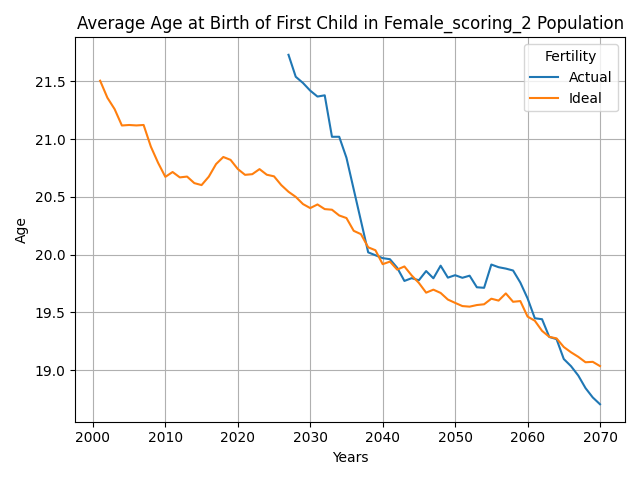 Average Age at Birth of First Child in Female_scoring_2 Population
Fertility
Actual
Ideal
21.5
21.0
20.5
20.0
19.5
19.0
Age
2000 2010 2020 2030 2040 2050 2060 2070
Years